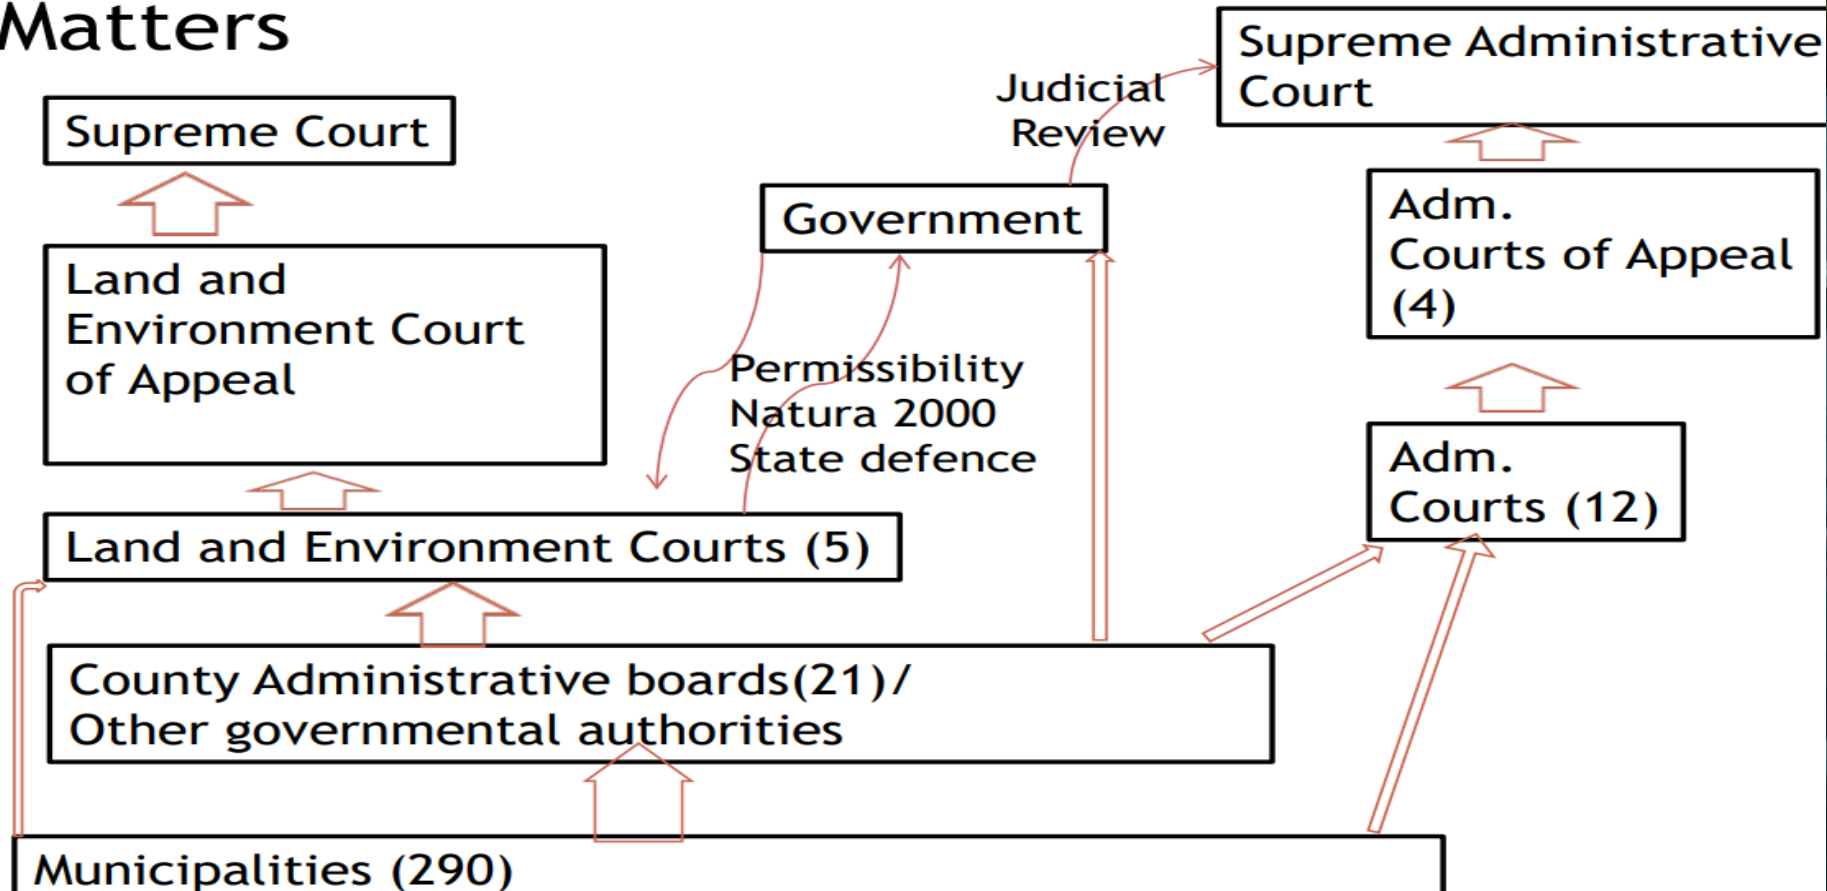 Matters
Supreme Administrative
Court
Judicial
Review
Supreme Court
Government
Adm.
Courts of Appeal
(4)
Land and
Environment Court
of Appeal
Permissibility
Natura 2000
State defence
Adm.
Courts (12)
Land and Environment Courts (5)
County Administrative boards(21)/
Other governmental authorities
Municipalities (290)